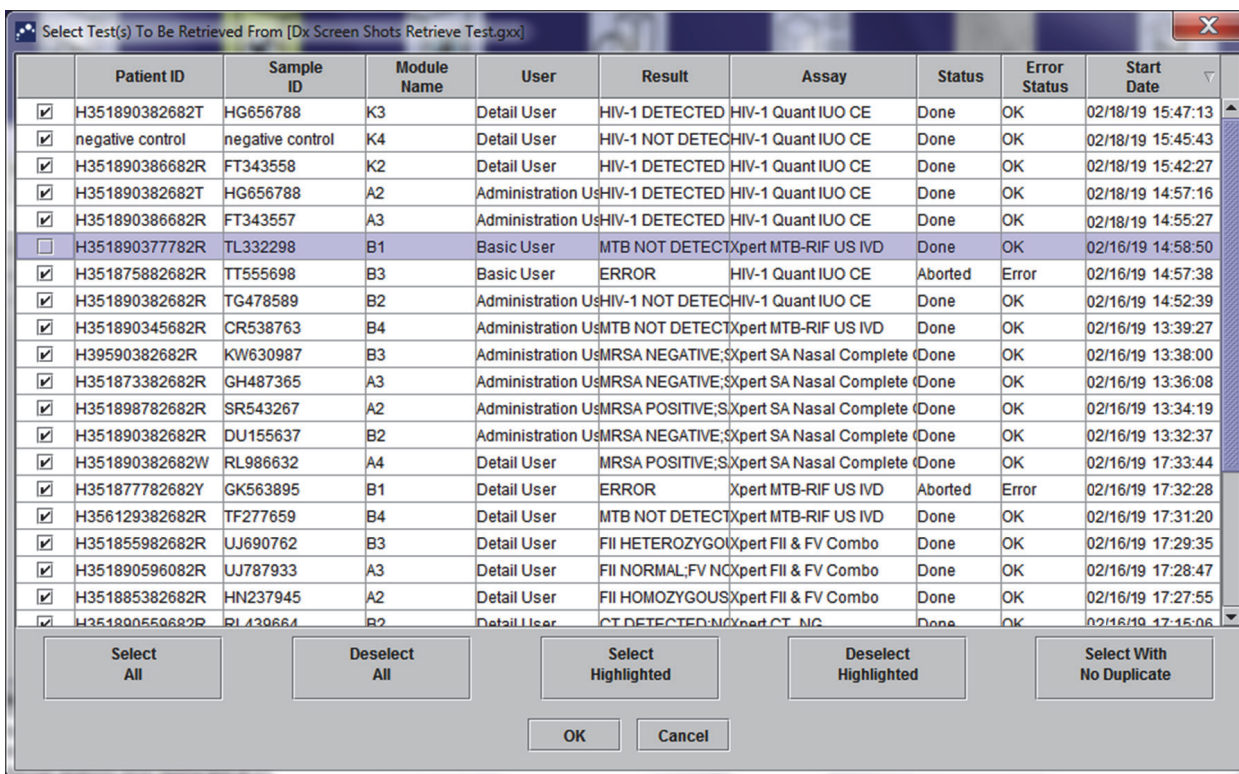 Select Test(s) To Be Retrieved From [Dx Screen Shots Retrieve Test.gxx]
Patient ID Sample ID Module Name User Result Assay Status Error Status Start Date
H351890382682T HG656788 K3 Detail User HIV-1 DETECTED HIV-1 Quant IUO CE Done OK 02/18/19 15:47:13
negative control negative control K4 Detail User HIV-1 NOT DETEC HIV-1 Quant IUO CE Done OK 02/18/19 15:45:43
H351890386682R FT343558 K2 Detail User HIV-1 DETECTED HIV-1 Quant IUO CE Done OK 02/18/19 15:42:27
H351890382682T HG656788 A2 Administration Us HIV-1 DETECTED HIV-1 Quant IUO CE Done OK 02/18/19 14:57:16
H351890386682R FT343557 A3 Administration Us HIV-1 DETECTED HIV-1 Quant IUO CE Done OK 02/18/19 14:55:27
H351890377782R TL332298 B1 Basic User MTB NOT DETECT Xpert MTB-RIF US IVD Done OK 02/16/19 14:58:50
H351875882682R TT555698 B3 Basic User ERROR HIV-1 Quant IUO CE Aborted Error 02/16/19 14:57:38
H351890382682R TG478589 B2 Administration Us HIV-1 NOT DETEC HIV-1 Quant IUO CE Done OK 02/16/19 14:52:39
H351890345682R CR538763 B4 Administration Us MTB NOT DETECT Xpert MTB-RIF US IVD Done OK 02/16/19 13:39:27
H39590382682R KW630987 B3 Administration Us MRSA NEGATIVE;S Xpert SA Nasal Complete Done OK 02/16/19 13:38:00
H351873382682R GH487365 A3 Administration Us MRSA NEGATIVE;S Xpert SA Nasal Complete Done OK 02/16/19 13:36:08
H351898782682R SR543267 A2 Administration Us MRSA POSITIVE;S Xpert SA Nasal Complete Done OK 02/16/19 13:34:19
H351890382682R DU155637 B2 Administration Us MRSA NEGATIVE;S Xpert SA Nasal Complete Done OK 02/16/19 13:32:37
H351890382682W RL986632 A4 Detail User MRSA POSITIVE;S Xpert SA Nasal Complete Done OK 02/16/19 17:33:44
H351877782682Y GK563895 B1 Detail User ERROR Xpert MTB-RIF US IVD Aborted Error 02/16/19 17:32:28
H356129382682R TF277659 B4 Detail User MTB NOT DETECT Xpert MTB-RIF US IVD Done OK 02/16/19 17:31:20
H351855982682R UJ690762 B3 Detail User FII HETEROZYGOU Xpert FII & FV Combo Done OK 02/16/19 17:29:35
H351890596082R UJ787933 A3 Detail User FII NORMAL;FV NO Xpert FII & FV Combo Done OK 02/16/19 17:28:47
H351885382682R HN237945 A2 Detail User FII HOMOZYGOUS Xpert FII & FV Combo Done OK 02/16/19 17:27:55
H351890559682R RL439664 B2 Detail User CT DETECTED;NG Xpert CT_NG Done OK 02/16/19 17:15:06
Select All Deselect All Select Highlighted Deselect Highlighted Select With No Duplicate
OK Cancel